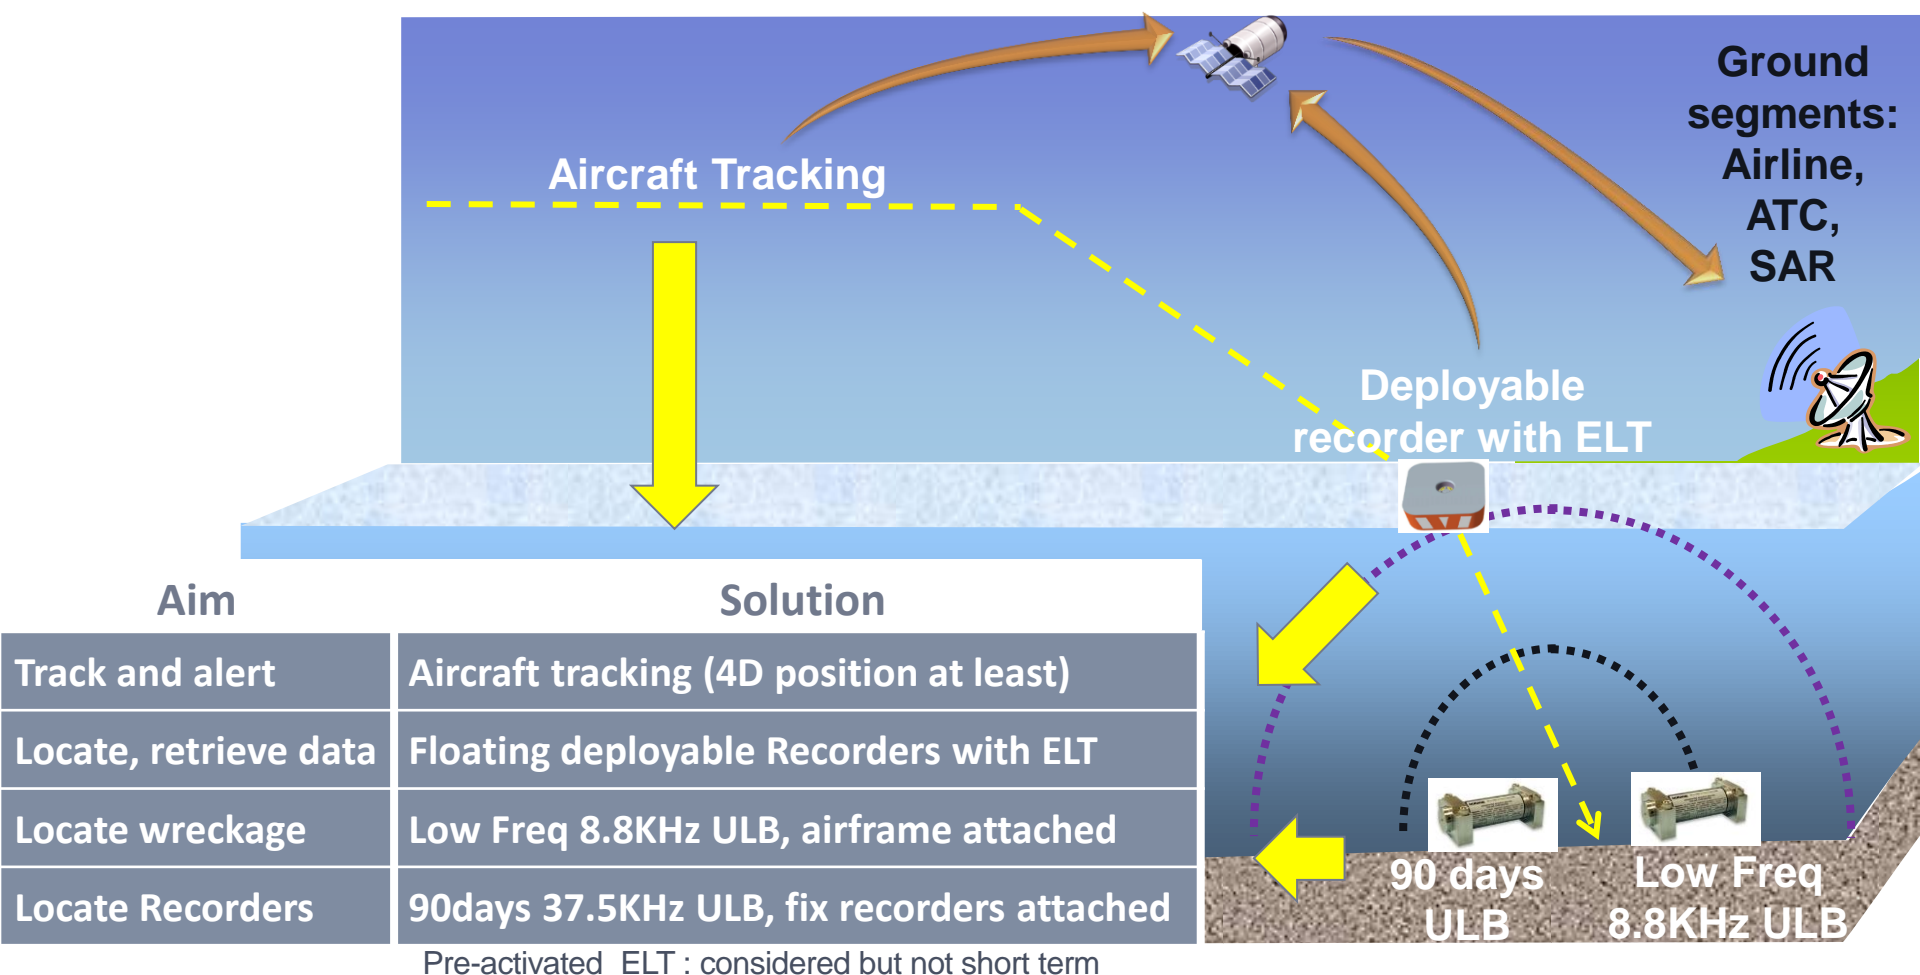 Ground
segments:
Airline,
ATC,
SAR
Aircraft Tracking
Deployable
recorder with ELT
Aim Solution
Track and alert Aircraft tracking (4D position at least)
Locate, retrieve data Floating deployable Recorders with ELT
Locate wreckage Low Freq 8.8KHz ULB, airframe attached
Locate Recorders 90days 37.5KHz ULB, fix recorders attached
90 days
ULB
Low Freq
8.8KHz ULB
Pre-activated ELT : considered but not short term